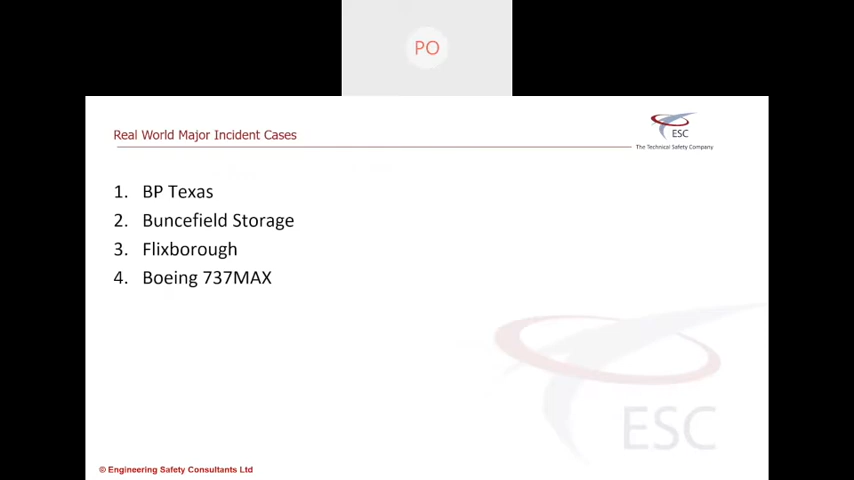 PO
Real World Major Incident Cases
ESC
The Technical Safety Company
1. BP Texas
2. Buncefield Storage
3. Flixborough
4. Boeing 737MAX
ESC
© Engineering Safety Consultants Ltd